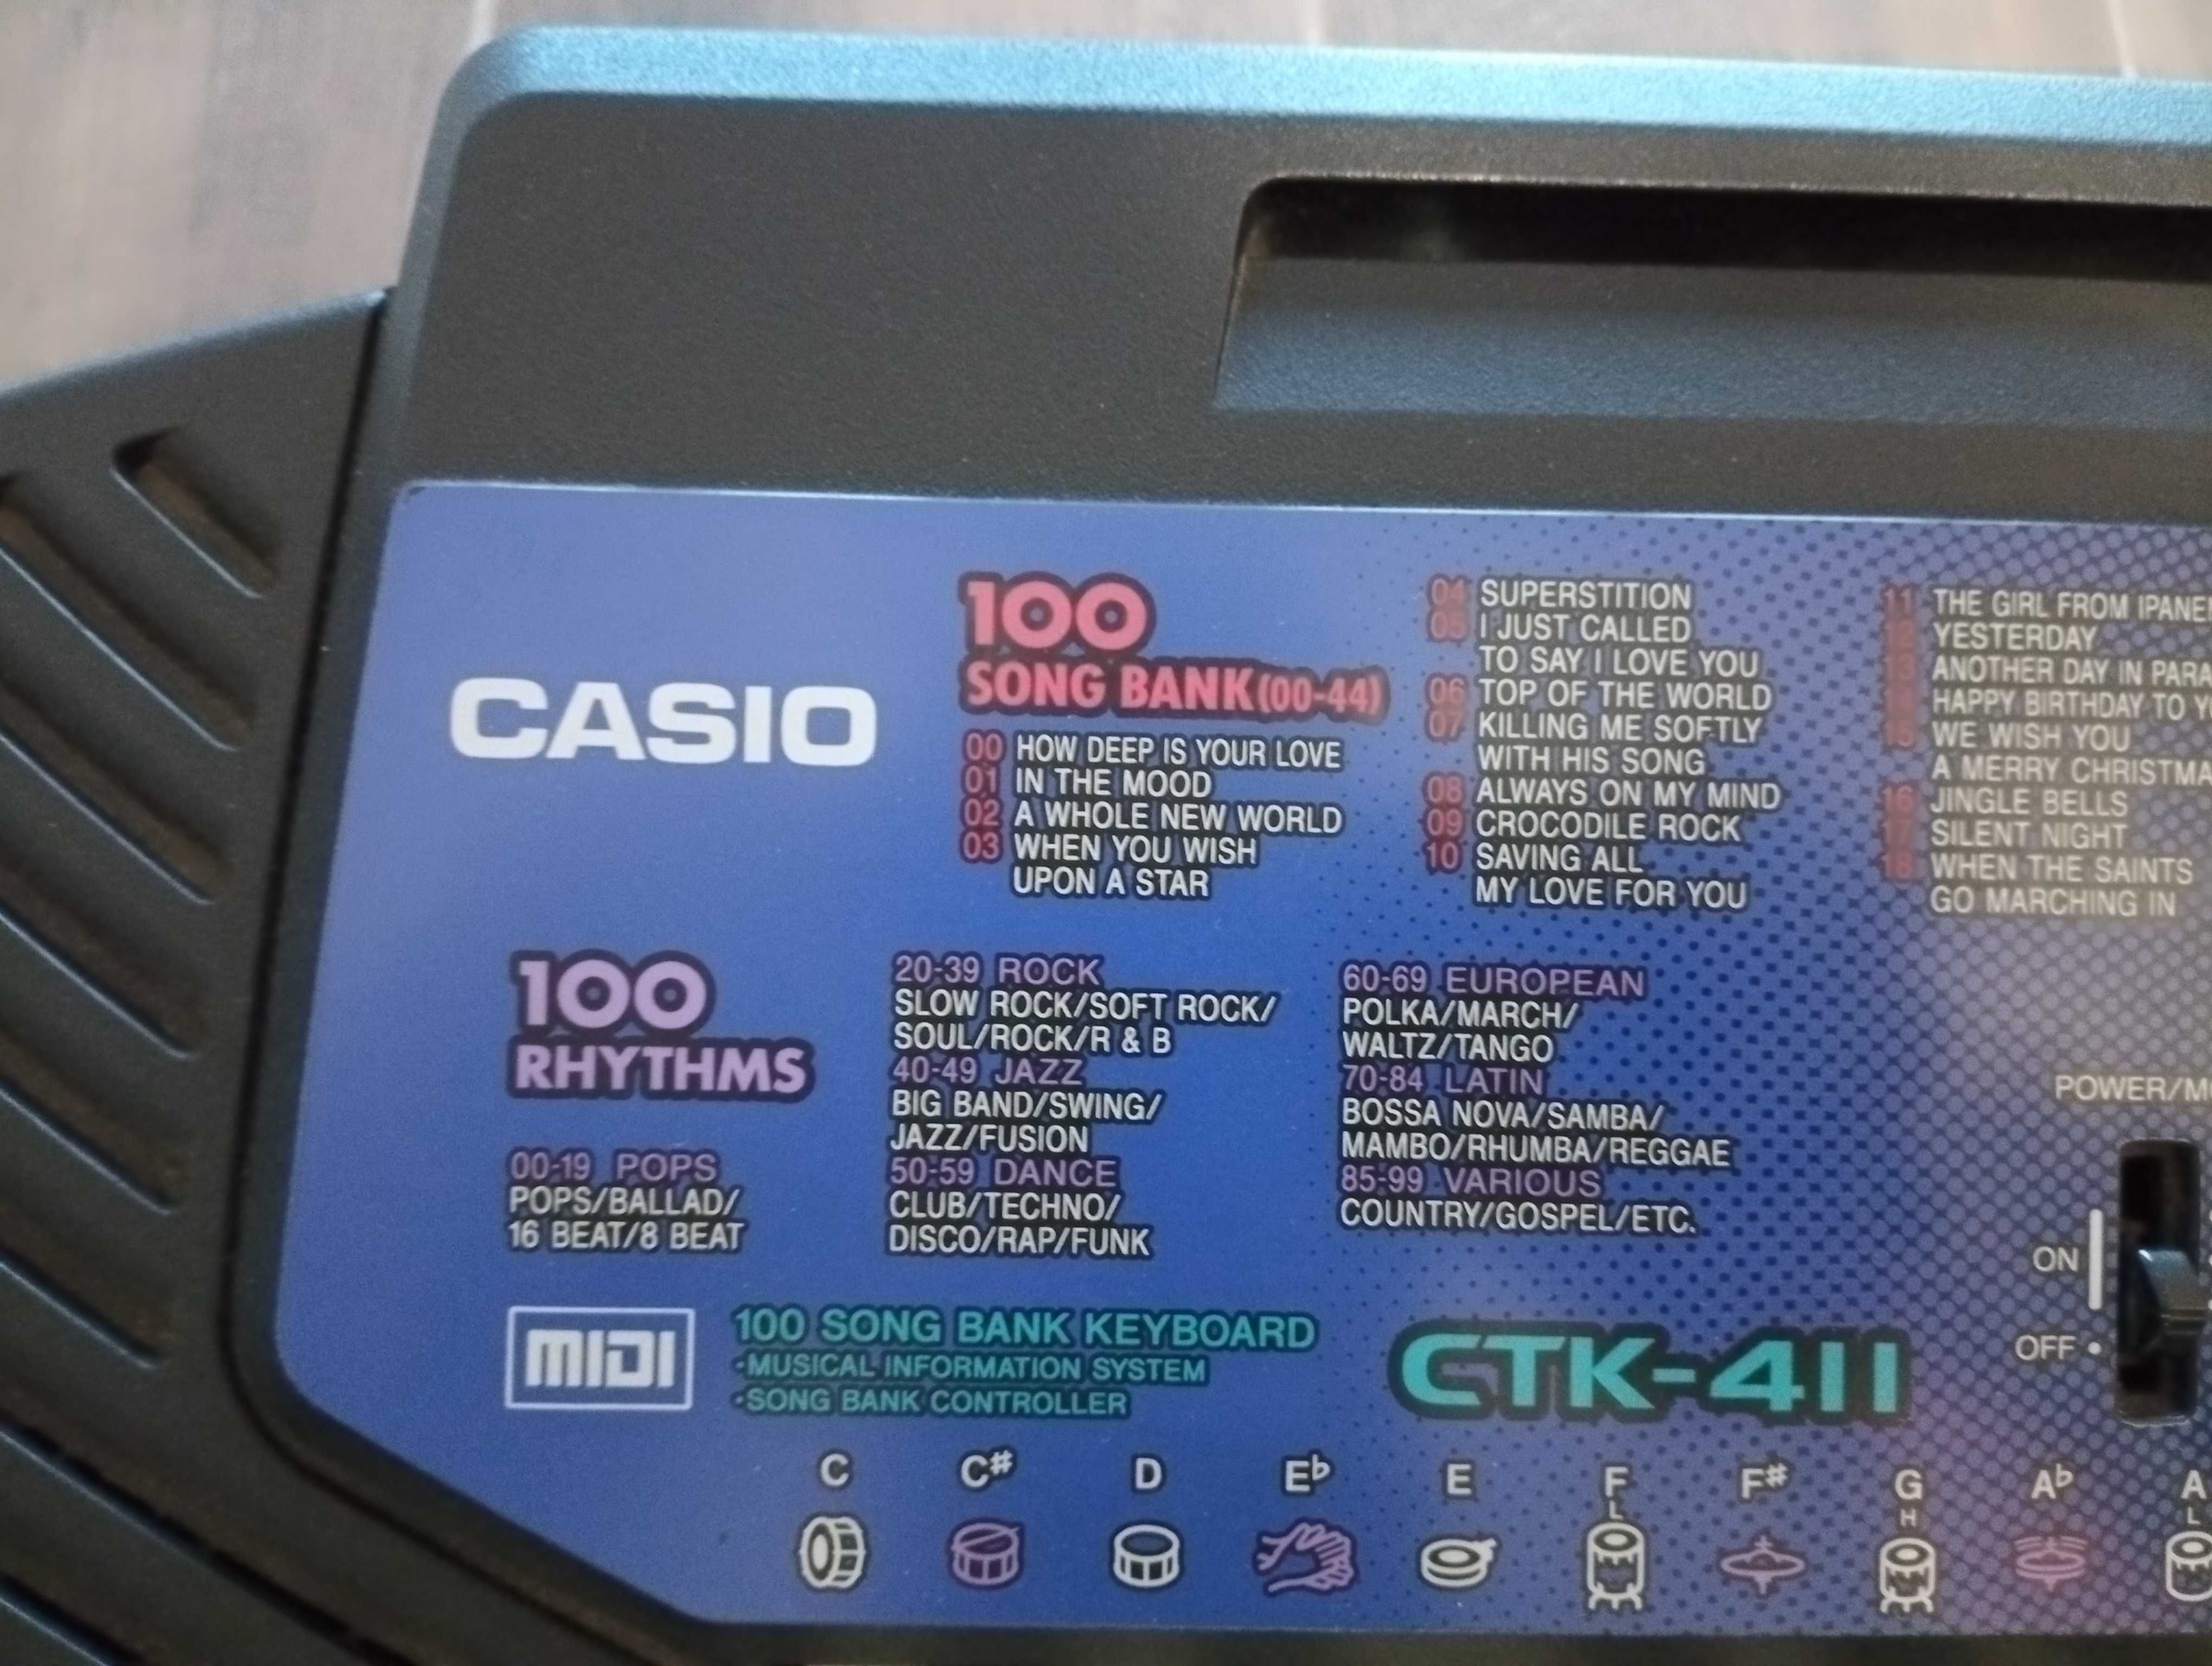 CASIO
100
SONG BANK (00-44)
00 HOW DEEP IS YOUR LOVE
01 IN THE MOOD
02 A WHOLE NEW WORLD
03 WHEN YOU WISH
UPON A STAR
04 SUPERSTITION
05 I JUST CALLED
TO SAY I LOVE YOU
06 TOP OF THE WORLD
07 KILLING ME SOFTLY
WITH HIS SONG
08 ALWAYS ON MY MIND
09 CROCODILE ROCK
10 SAVING ALL
MY LOVE FOR YOU
11 THE GIRL FROM IPANE
12 YESTERDAY
13 ANOTHER DAY IN PARA
HAPPY BIRTHDAY TO Y
15 WE WISH YOU
A MERRY CHRISTMA
16 JINGLE BELLS
17 SILENT NIGHT
18 WHEN THE SAINTS
GO MARCHING IN
100
RHYTHMS
00-19 POPS
POPS/BALLAD/
16 BEAT/8 BEAT
20-39 ROCK
SLOW ROCK/SOFT ROCK/
SOUL/ROCK/R & B
40-49 JAZZ
BIG BAND/SWING/
JAZZ/FUSION
50-59 DANCE
CLUB/TECHNO/
DISCO/RAP/FUNK
60-69 EUROPEAN
POLKA/MARCH/
WALTZ/TANGO
70-84 LATIN
BOSSA NOVA/SAMBA/
MAMBO/RHUMBA/REGGAE
85-99 VARIOUS
COUNTRY/GOSPEL/ETC.
POWER/M
ON
OFF •
MIDI
100 SONG BANK KEYBOARD
•MUSICAL INFORMATION SYSTEM
•SONG BANK CONTROLLER
CTK-411
C C♯ D E♭ E F F♯ G A♭ A
L H L